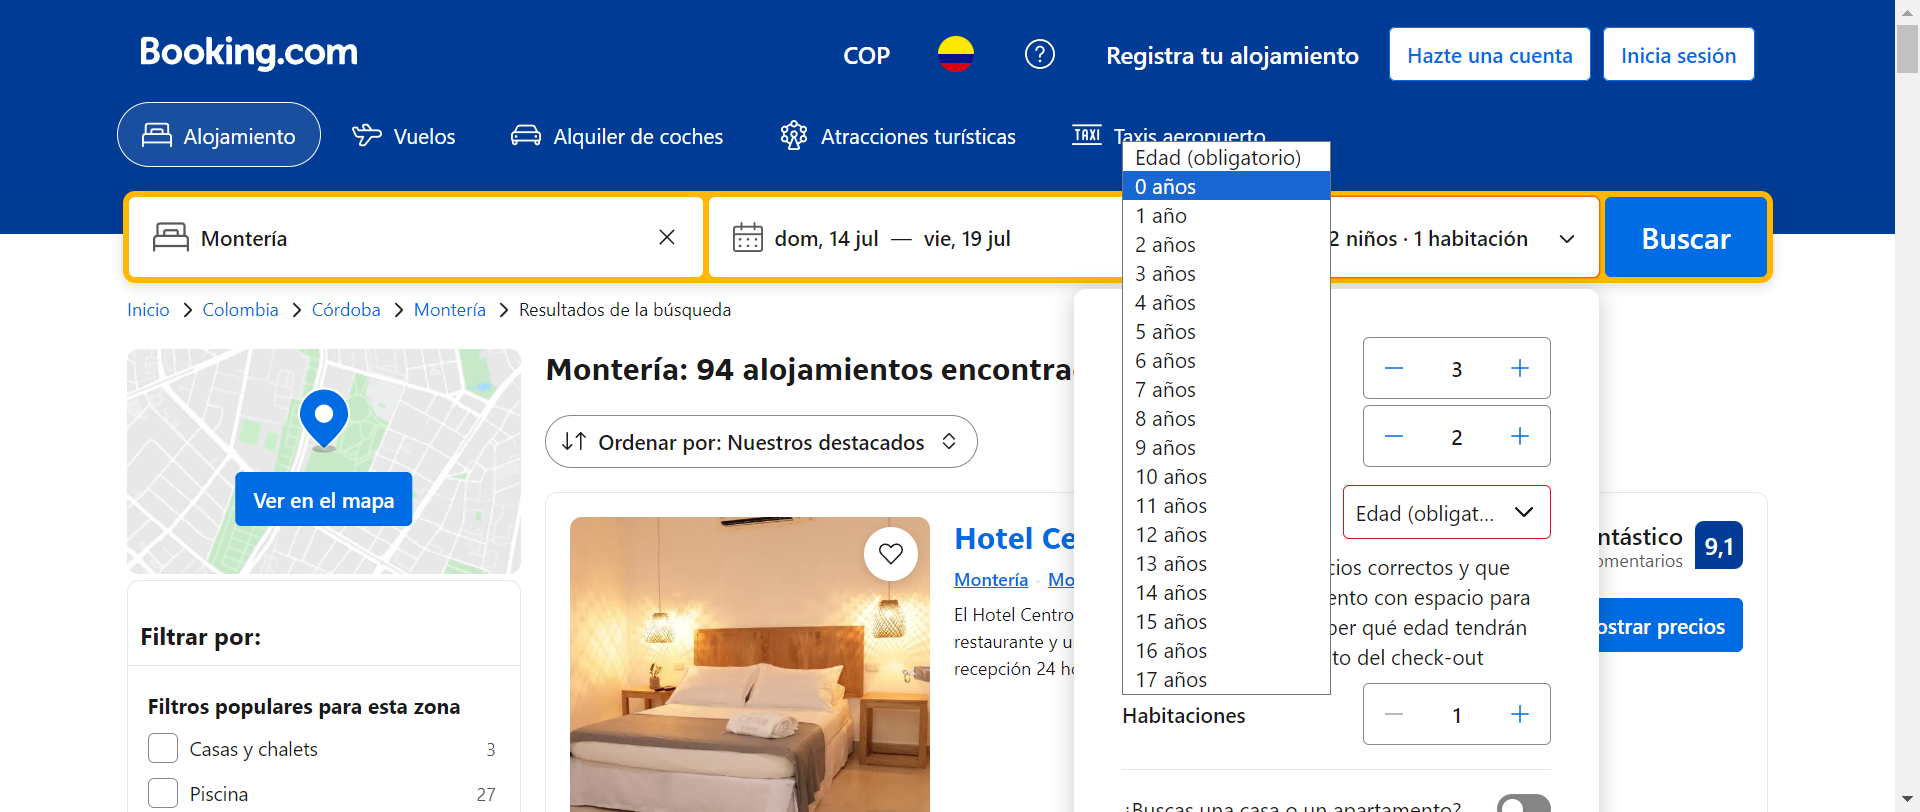 Booking.com
COP
Registra tu alojamiento
Hazte una cuenta
Inicia sesión
Alojamiento
Vuelos
Alquiler de coches
Atracciones turísticas
TAXI
Taxis aeropuerto
Montería
dom, 14 jul — vie, 19 jul
2 niños · 1 habitación
Buscar
Edad (obligatorio)
0 años
1 año
2 años
3 años
4 años
5 años
6 años
7 años
8 años
9 años
10 años
11 años
12 años
13 años
14 años
15 años
16 años
17 años
Inicio > Colombia > Córdoba > Montería > Resultados de la búsqueda
Ver en el mapa
Filtrar por:
Filtros populares para esta zona
Casas y chalets 3
Piscina 27
Montería: 94 alojamientos encontra
Ordenar por: Nuestros destacados
Hotel Ce
Montería Mo
El Hotel Centro
restaurante y u
recepción 24 h
3
2
Edad (obligat...
cios correctos y que
ento con espacio para
ber qué edad tendrán
to del check-out
Habitaciones 1
¿Buscas una casa o un apartamento?
ntástico
omentarios
9,1
ostrar precios